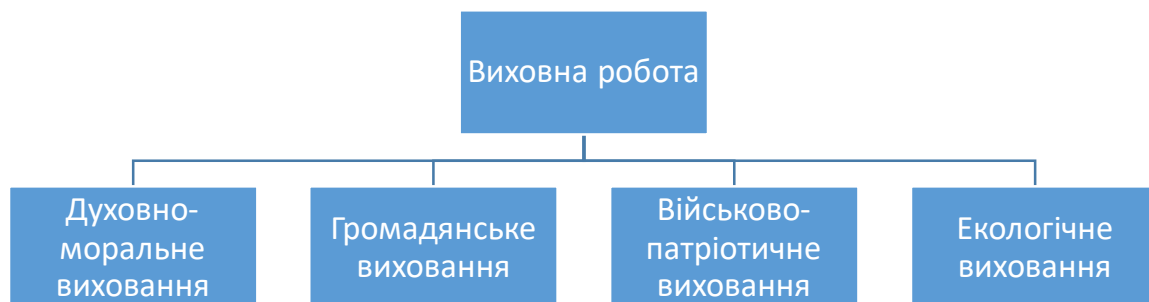 Виховна робота
Духовно-
моральне
виховання
Громадянське
виховання
Військово-
патріотичне
виховання
Екологічне
виховання